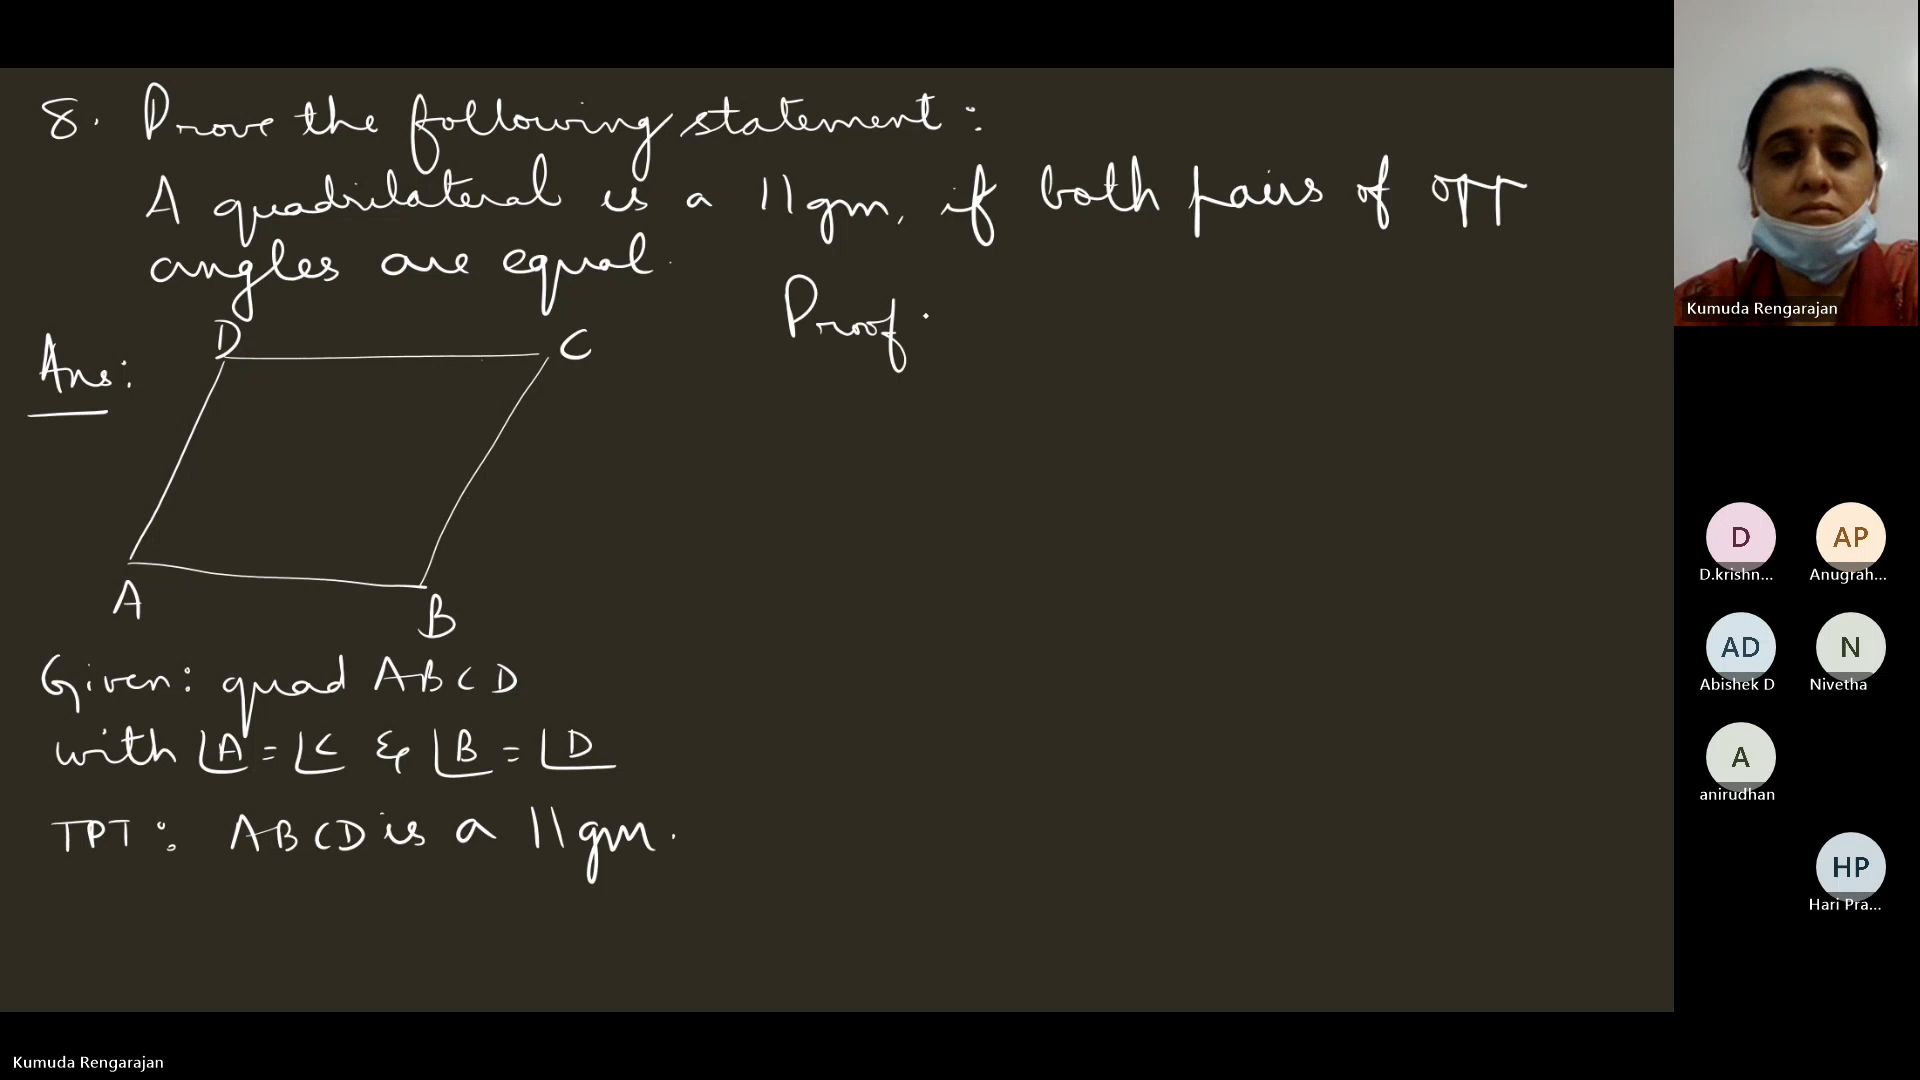 8. Prove the following statement:
A quadrilateral is a 11gm, if both pairs of opp
angles are equal.
Proof.
Ans:
D
C
A
B
Given: quad ABCD
with ∠A = ∠C & ∠B = ∠D
TPT: ABCD is a 11gm.
Kumuda Rengarajan
D
AP
D.krishn...
Anugrah...
AD
N
Abishek D
Nivetha
A
anirudhan
HP
Hari Pra...
Kumuda Rengarajan